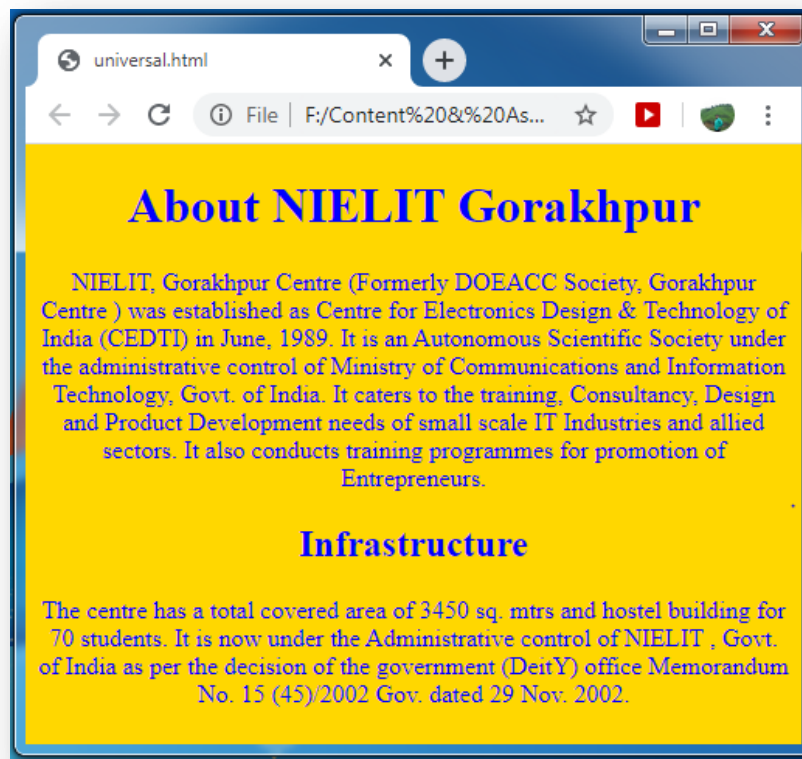 universal.html
File | F:/Content%20&%20As...
About NIELIT Gorakhpur
NIELIT, Gorakhpur Centre (Formerly DOEACC Society, Gorakhpur
Centre ) was established as Centre for Electronics Design & Technology of
India (CEDTI) in June, 1989. It is an Autonomous Scientific Society under
the administrative control of Ministry of Communications and Information
Technology, Govt. of India. It caters to the training, Consultancy, Design
and Product Development needs of small scale IT Industries and allied
sectors. It also conducts training programmes for promotion of
Entrepreneurs.
Infrastructure
The centre has a total covered area of 3450 sq. mtrs and hostel building for
70 students. It is now under the Administrative control of NIELIT , Govt.
of India as per the decision of the government (DeitY) office Memorandum
No. 15 (45)/2002 Gov. dated 29 Nov. 2002.